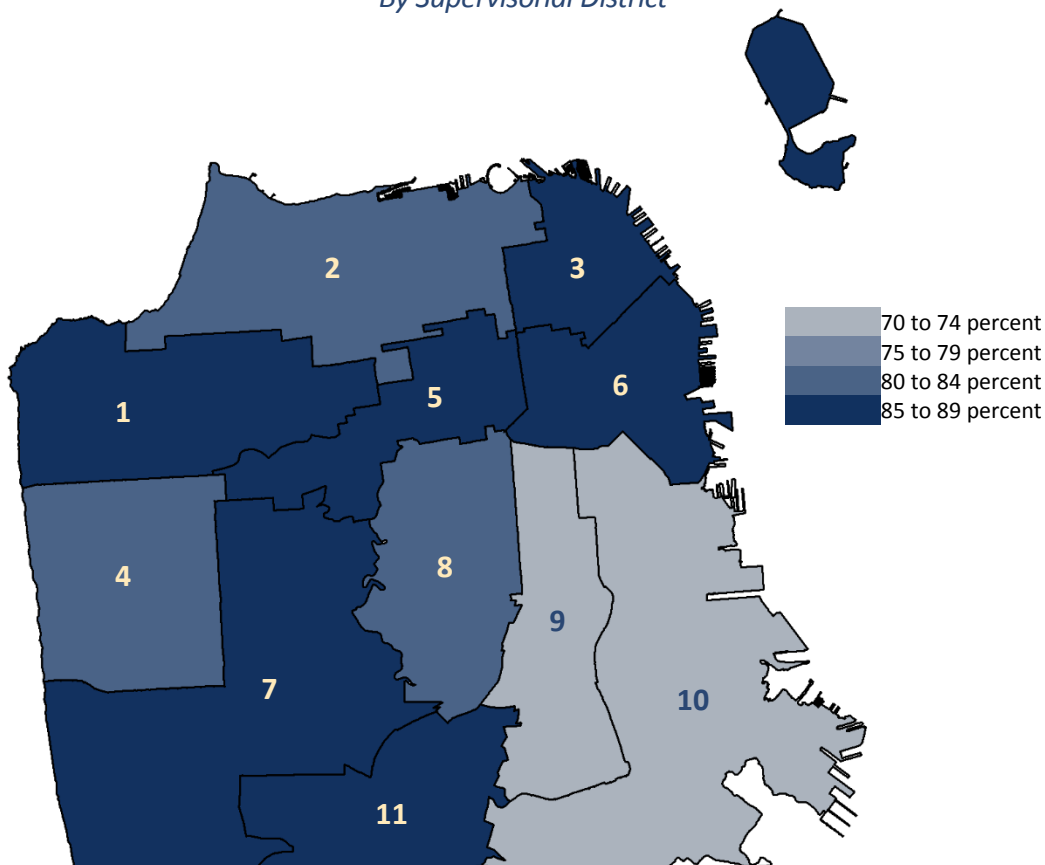 By Supervisorial District
2
3
70 to 74 percent
75 to 79 percent
80 to 84 percent
85 to 89 percent
1
5
6
4
8
9
7
10
11